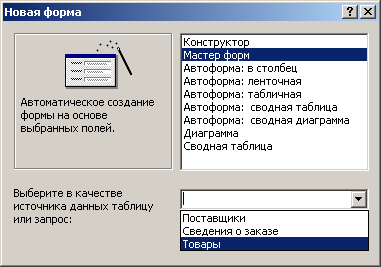 Новая форма
Автоматическое создание
формы на основе
выбранных полей.
Конструктор
Мастер форм
Автоформа: в столбец
Автоформа: ленточная
Автоформа: табличная
Автоформа:  сводная таблица
Автоформа:  сводная диаграмма
Диаграмма
Сводная таблица
Выберите в качестве
источника данных таблицу
или запрос:
Поставщики
Сведения о заказе
Товары